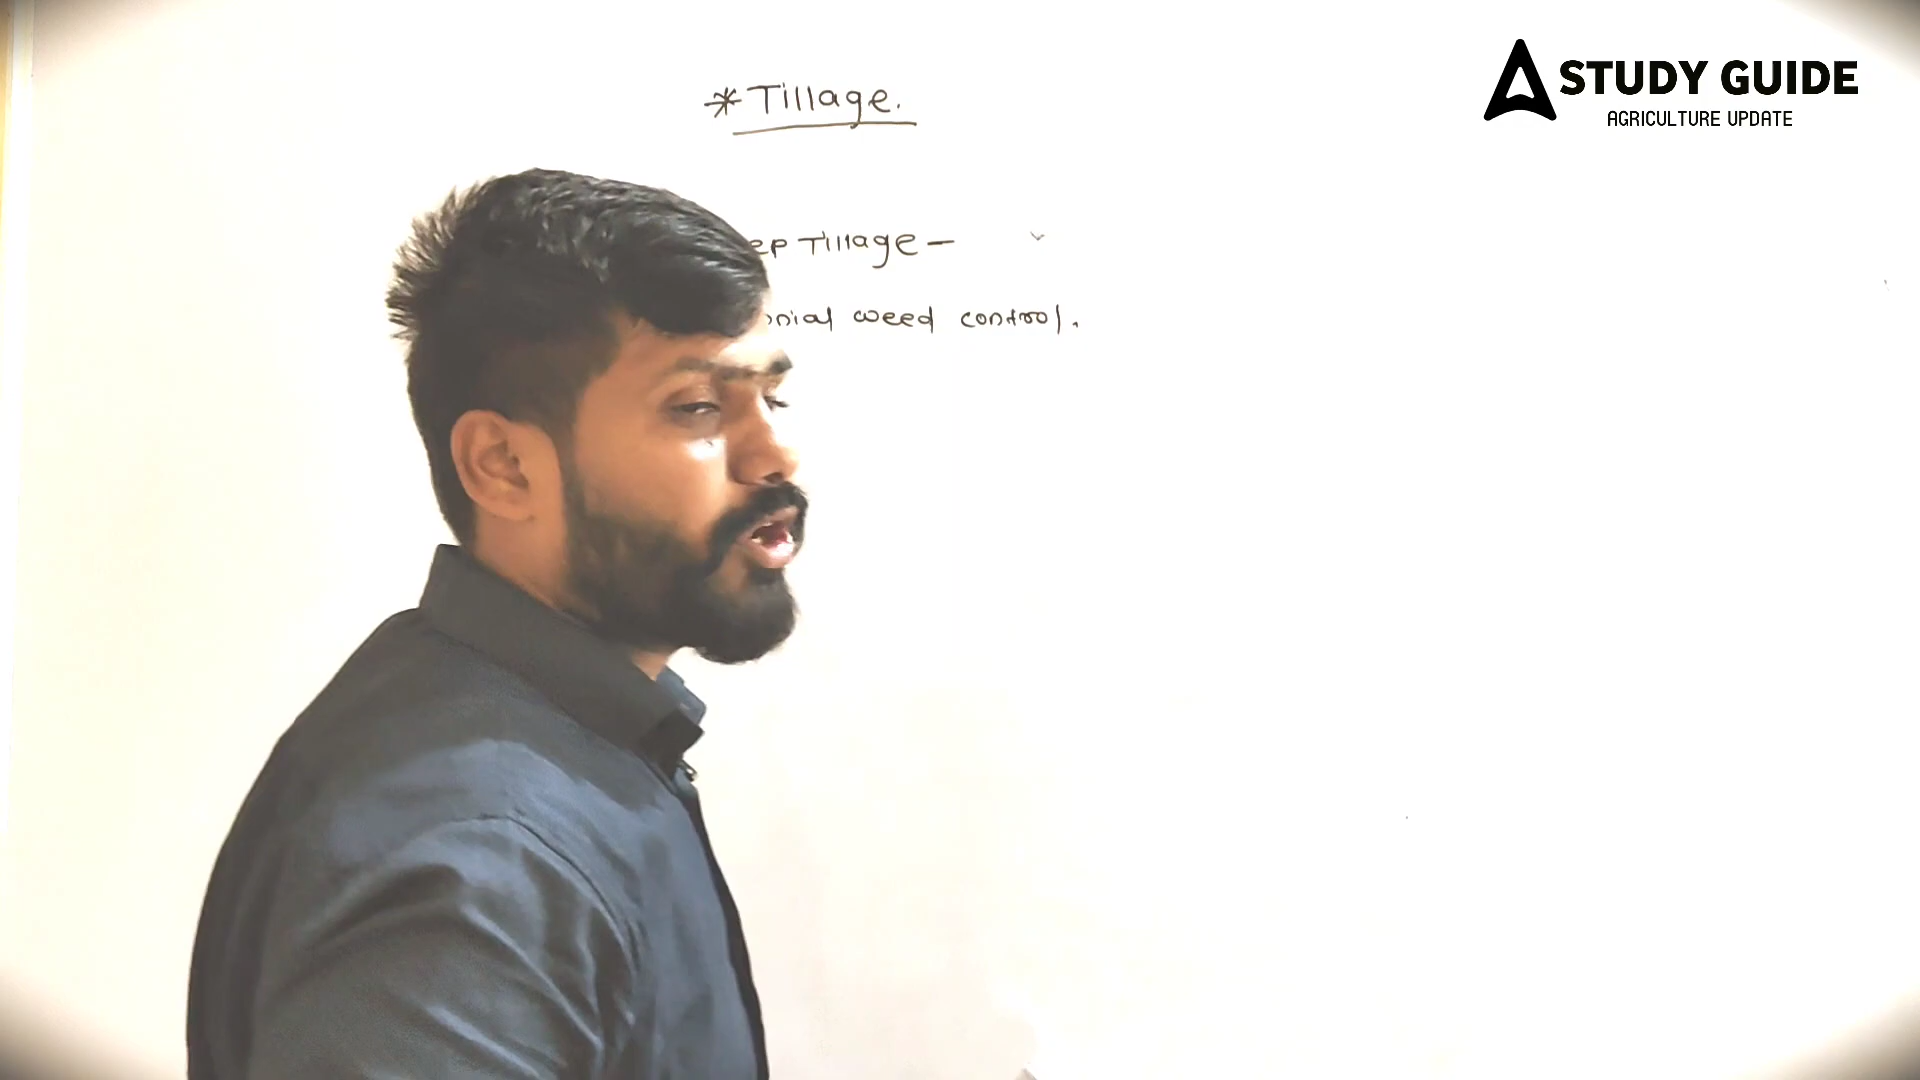 STUDY GUIDE
AGRICULTURE UPDATE
* Tillage.
Tillage –
weed control.